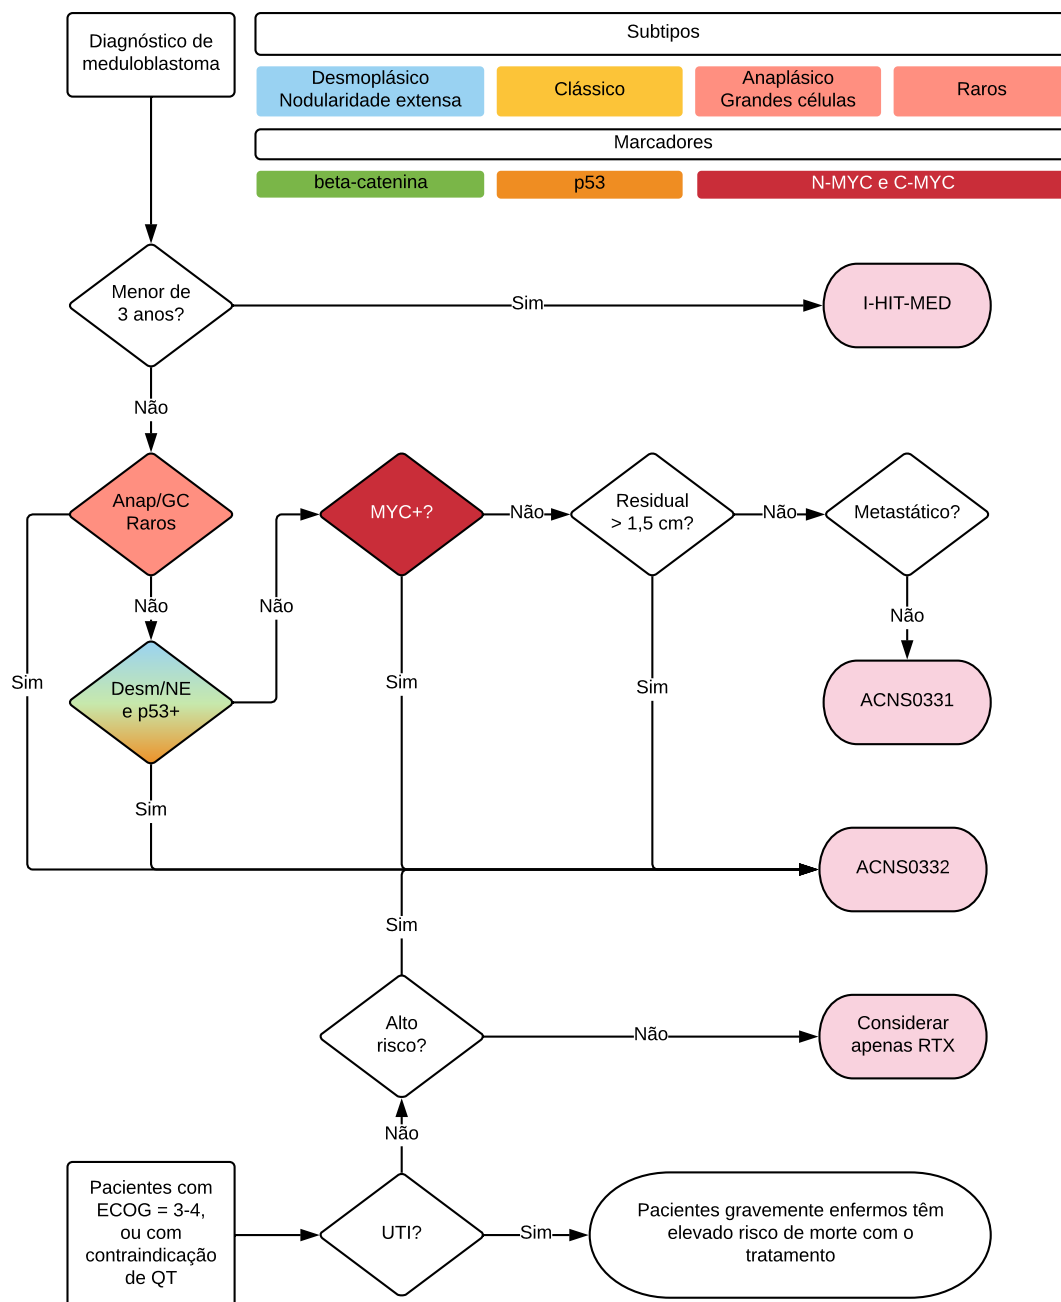 Diagnóstico de
meduloblastoma
Subtipos
Desmoplásico
Nodularidade extensa
Clássico
Anaplásico
Grandes células
Raros
Marcadores
beta-catenina
p53
N-MYC e C-MYC
Menor de
3 anos?
Sim
I-HIT-MED
Não
Anap/GC
Raros
MYC+?
Não
Residual
> 1,5 cm?
Não
Metastático?
Não
Não
Não
Sim
Desm/NE
e p53+
Sim
Sim
ACNS0331
Sim
ACNS0332
Sim
Alto
risco?
Não
Considerar
apenas RTX
Não
Pacientes com
ECOG = 3-4,
ou com
contraindicação
de QT
UTI?
Sim
Pacientes gravemente enfermos têm
elevado risco de morte com o
tratamento